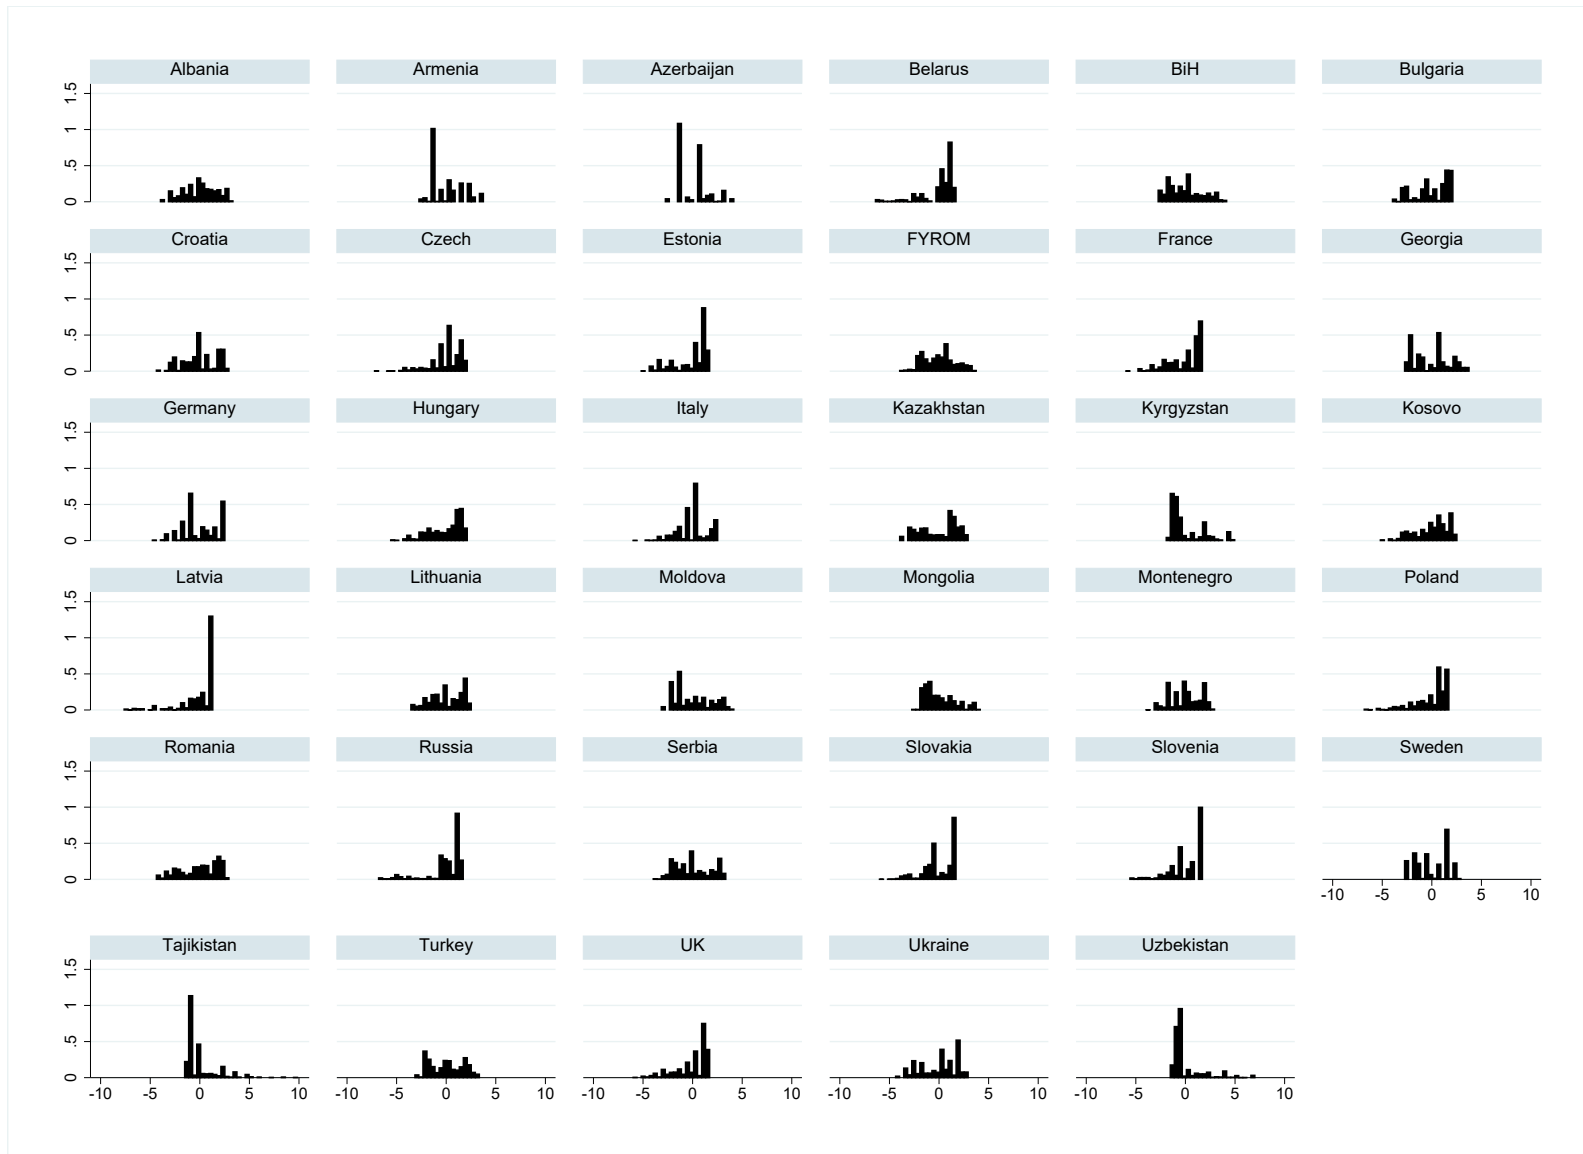 Albania Armenia Azerbaijan Belarus BiH Bulgaria
0 .5 1 1.5
Croatia Czech Estonia FYROM France Georgia
0 .5 1 1.5
Germany Hungary Italy Kazakhstan Kyrgyzstan Kosovo
0 .5 1 1.5
Latvia Lithuania Moldova Mongolia Montenegro Poland
0 .5 1 1.5
Romania Russia Serbia Slovakia Slovenia Sweden
0 .5 1 1.5
-10 -5 0 5 10
Tajikistan Turkey UK Ukraine Uzbekistan
0 .5 1 1.5
-10 -5 0 5 10 -10 -5 0 5 10 -10 -5 0 5 10 -10 -5 0 5 10 -10 -5 0 5 10